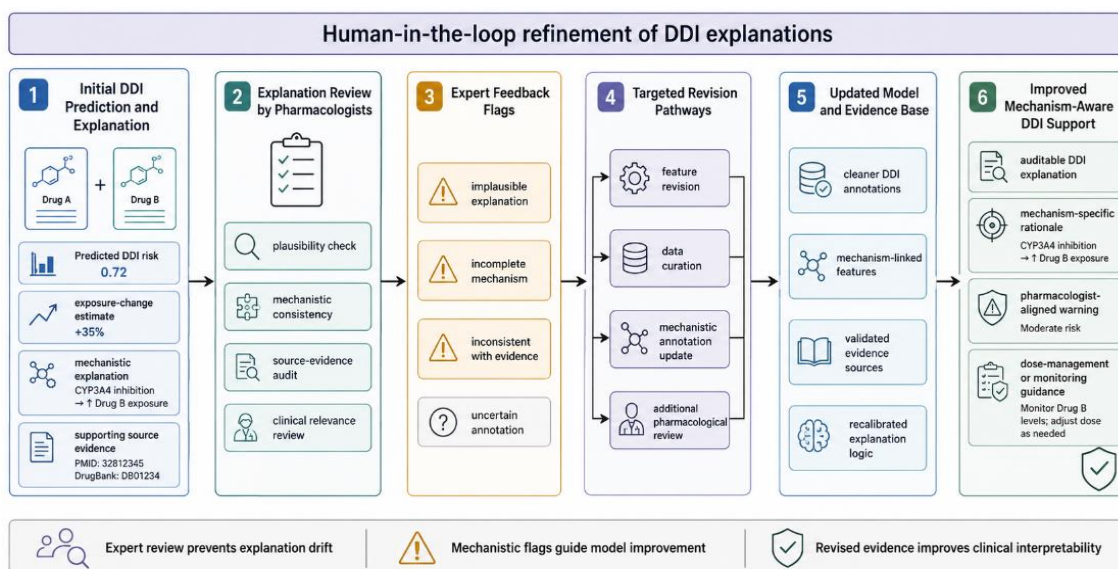 Human-in-the-loop refinement of DDI explanations
1
Initial DDI
Prediction and
Explanation
Drug A
+
Drug B
Predicted DDI risk
0.72
exposure-change
estimate
+35%
mechanistic
explanation
CYP3A4 inhibition
→ ↑ Drug B exposure
supporting source
evidence
PMID: 32812345
DrugBank: DB01234
2
Explanation Review
by Pharmacologists
plausibility check
mechanistic
consistency
source-evidence
audit
clinical relevance
review
3
Expert Feedback
Flags
implausible
explanation
incomplete
mechanism
inconsistent
with evidence
?
uncertain
annotation
4
Targeted Revision
Pathways
feature
revision
data
curation
mechanistic
annotation
update
additional
pharmacological
review
5
Updated Model
and Evidence Base
cleaner DDI
annotations
mechanism-linked
features
validated
evidence
sources
recalibrated
explanation
logic
6
Improved
Mechanism-Aware
DDI Support
auditable DDI
explanation
mechanism-specific
rationale
CYP3A4 inhibition
→ ↑ Drug B exposure
pharmacologist-
aligned warning
Moderate risk
dose-management
or monitoring
guidance
Monitor Drug B
levels; adjust dose
as needed
Expert review prevents explanation drift
Mechanistic flags guide model improvement
Revised evidence improves clinical interpretability